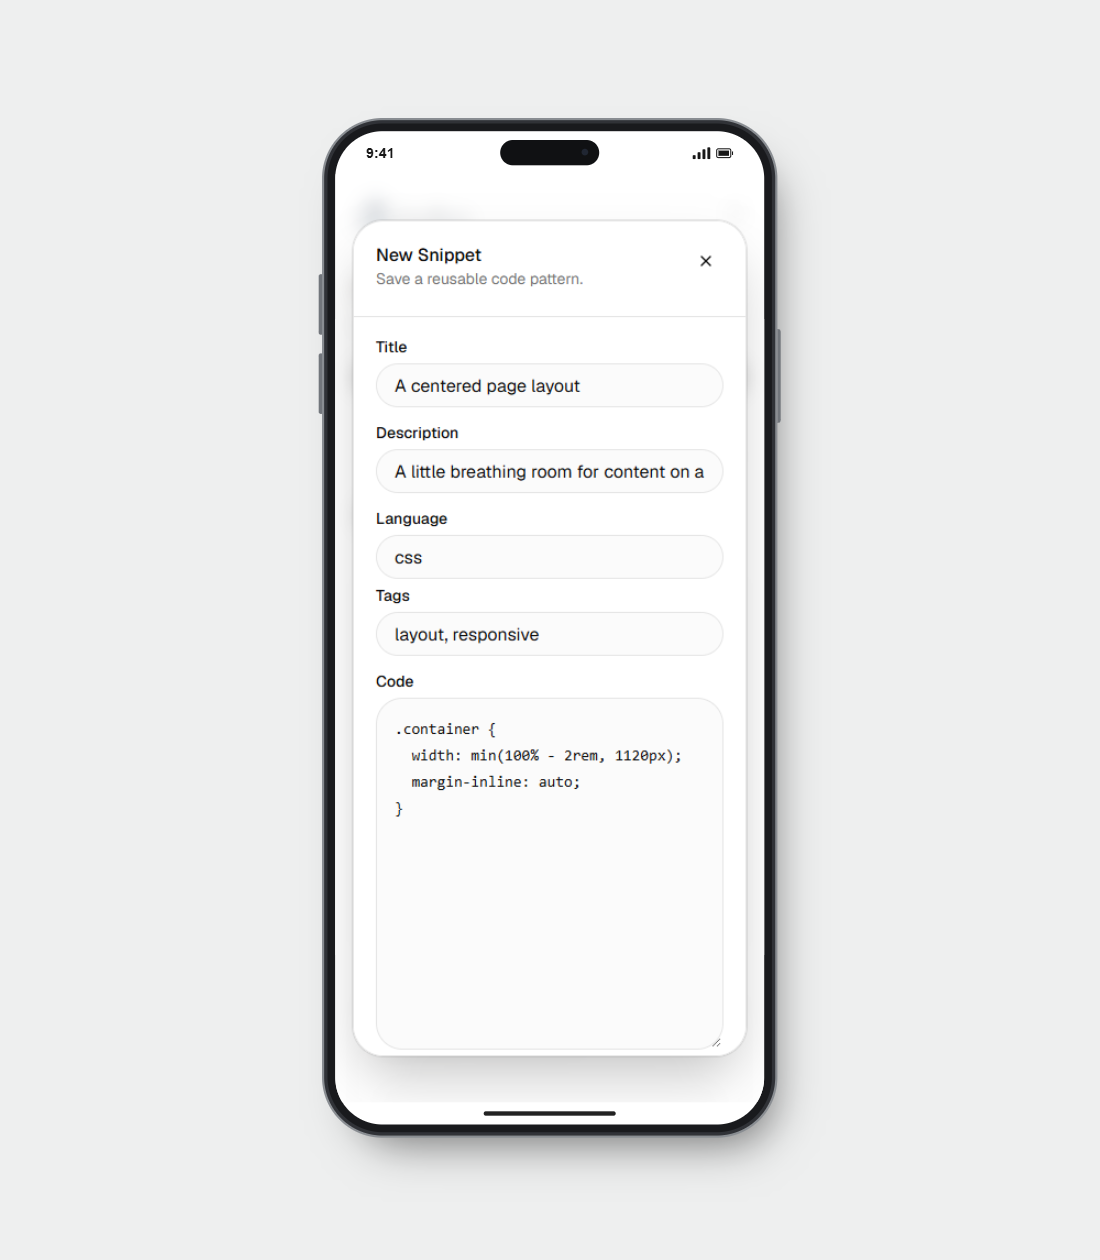 9:41
New Snippet
Save a reusable code pattern.
Title
A centered page layout
Description
A little breathing room for content on a
Language
css
Tags
layout, responsive
Code
.container {
  width: min(100% - 2rem, 1120px);
  margin-inline: auto;
}